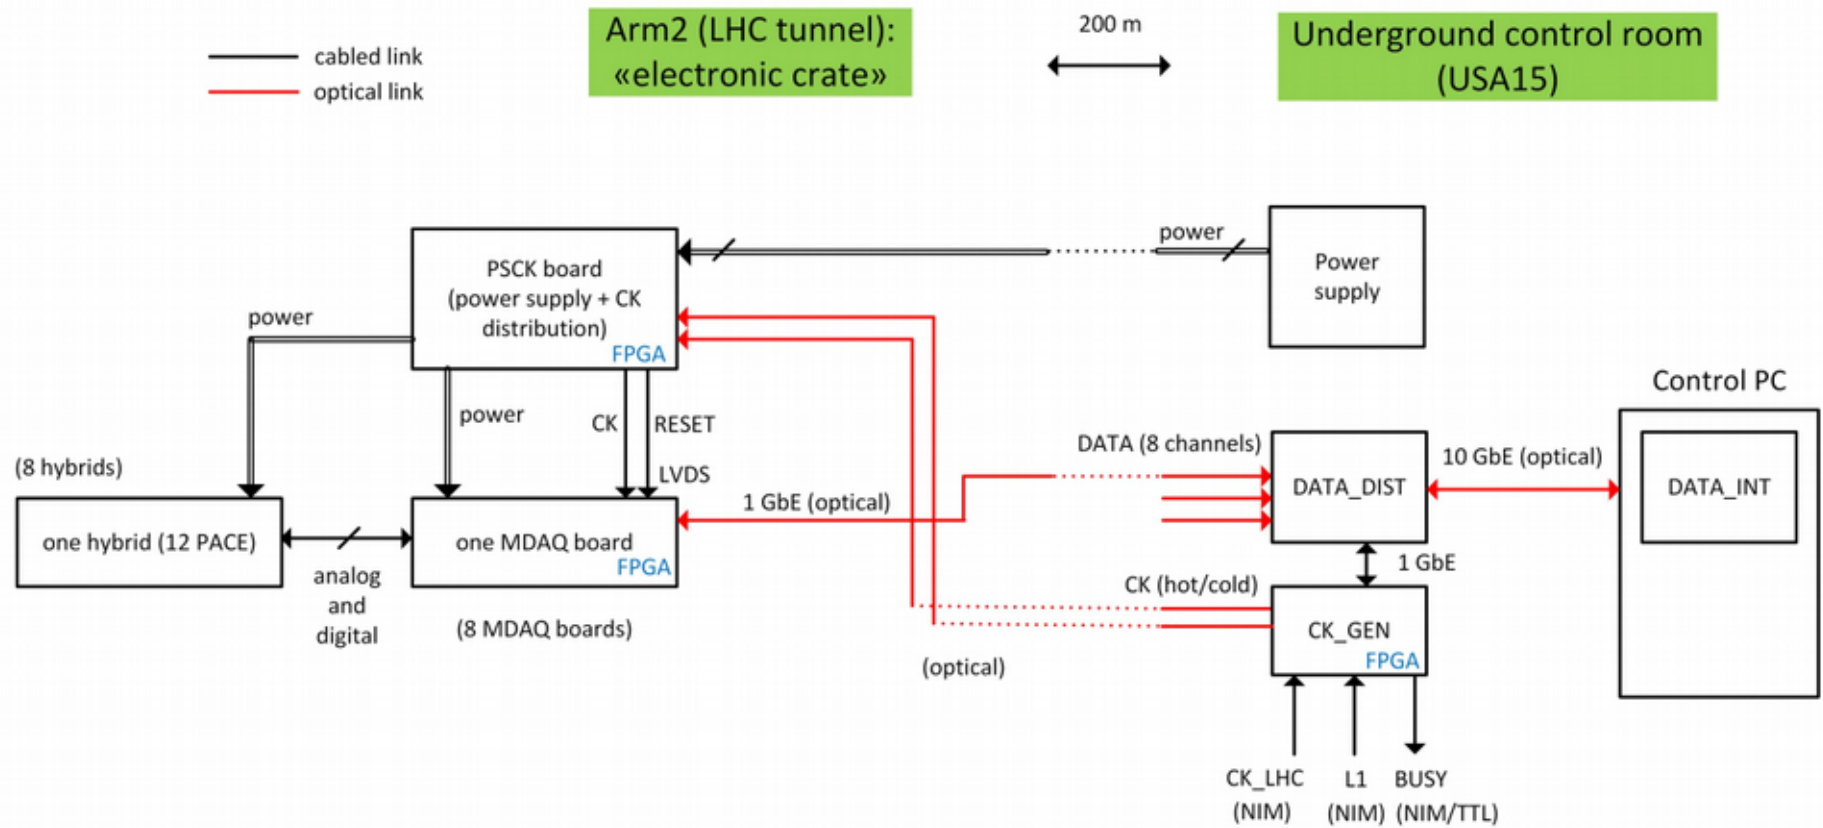 cabled link
optical link
Arm2 (LHC tunnel):
«electronic crate»
200 m
Underground control room
(USA15)
PSCK board
(power supply + CK
distribution)
FPGA
power
Power
supply
power
power
CK
RESET
LVDS
(8 hybrids)
one hybrid (12 PACE)
analog
and
digital
one MDAQ board
FPGA
(8 MDAQ boards)
1 GbE (optical)
DATA (8 channels)
DATA_DIST
10 GbE (optical)
Control PC
DATA_INT
1 GbE
CK (hot/cold)
(optical)
CK_GEN
FPGA
CK_LHC
(NIM)
L1
(NIM)
BUSY
(NIM/TTL)